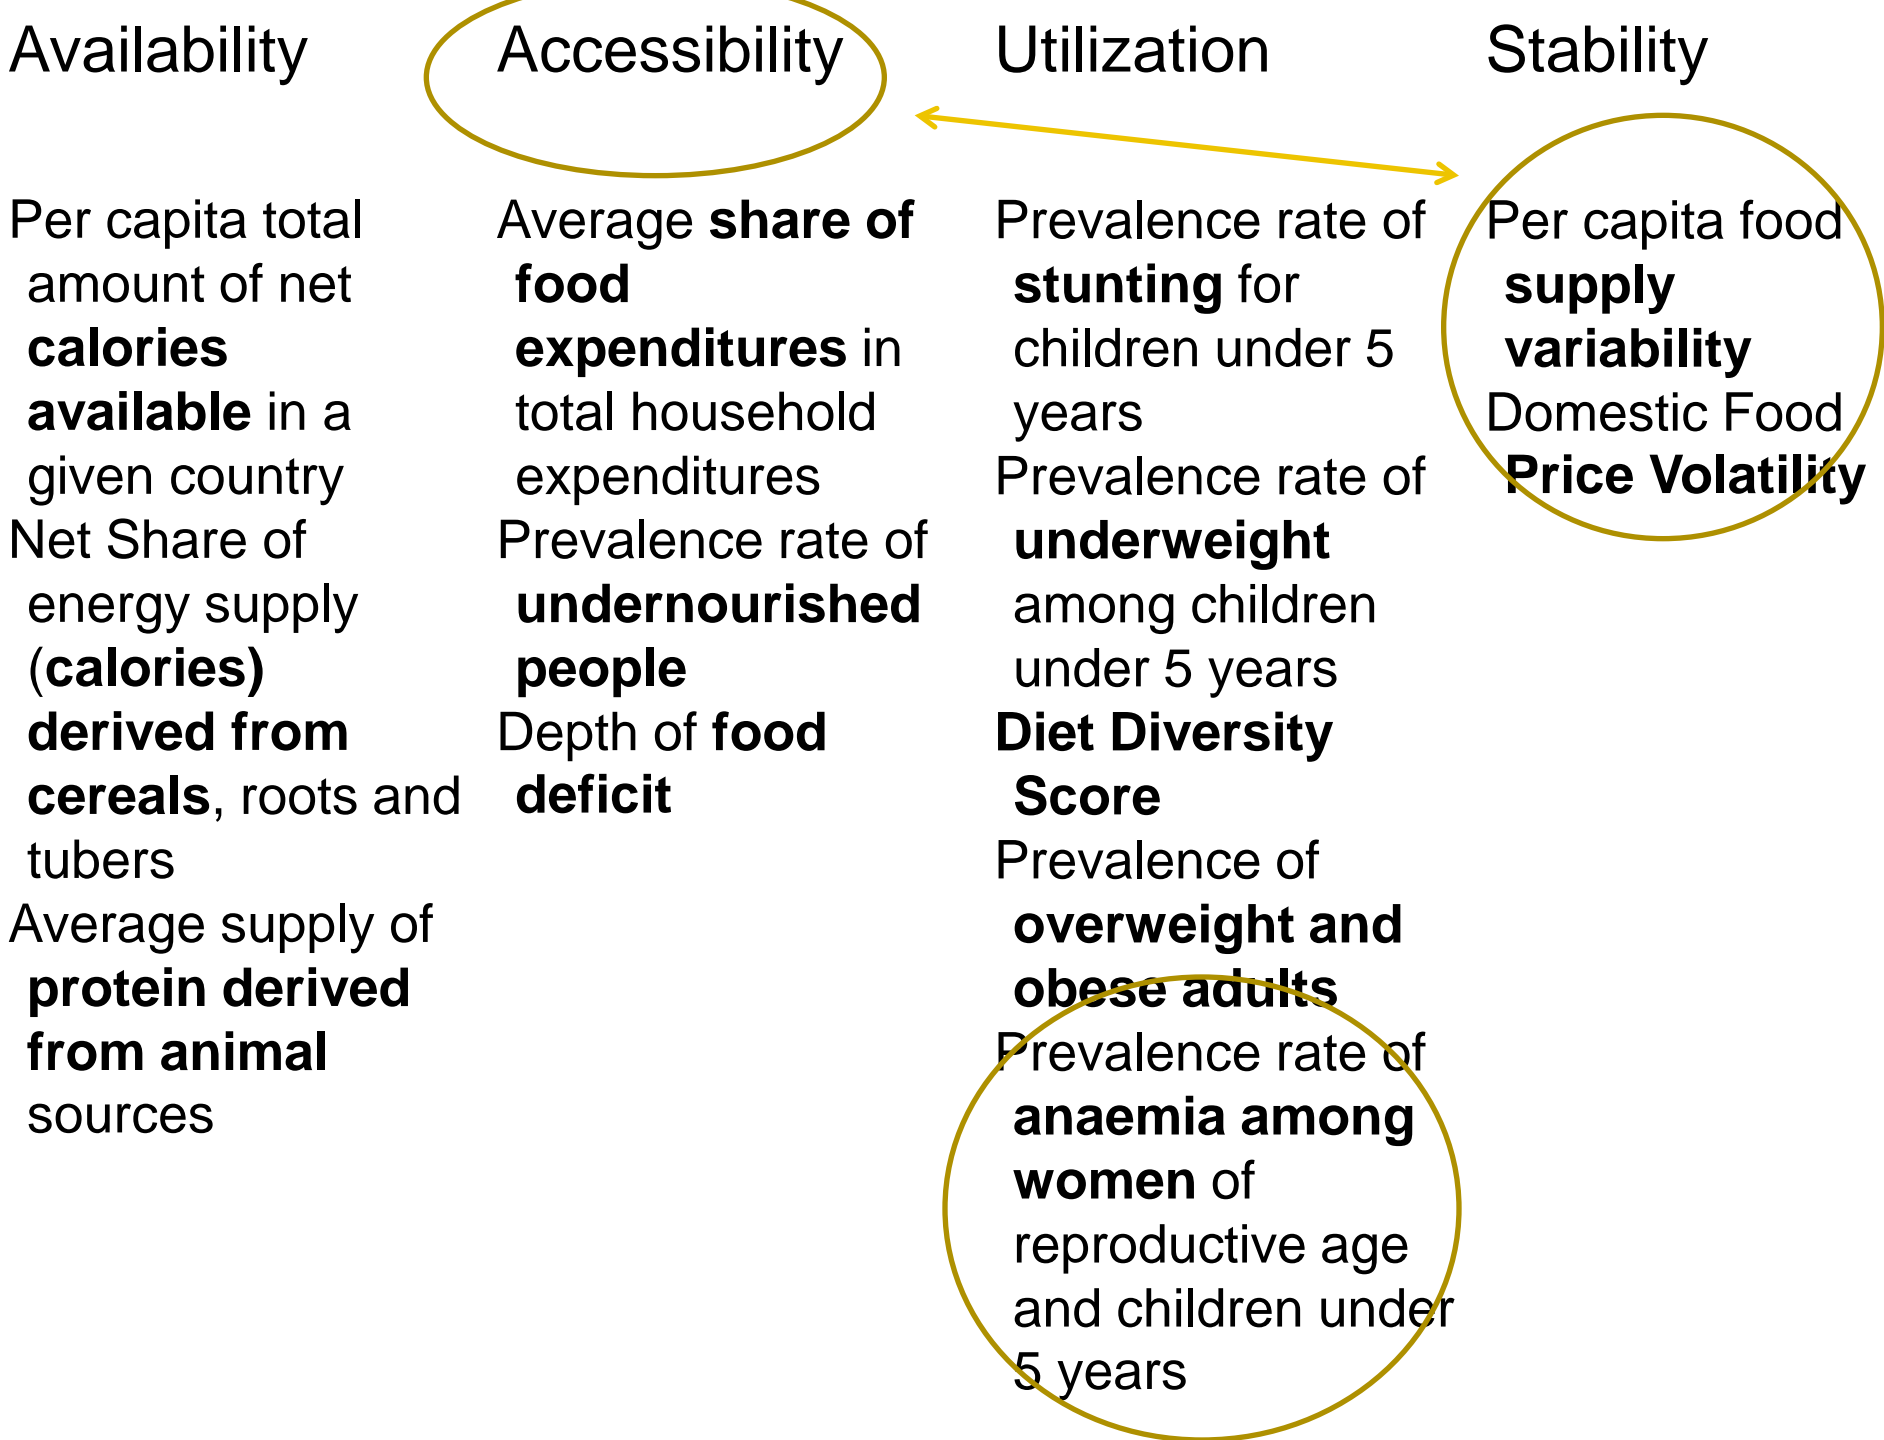 Availability
Per capita total
amount of net
calories
available in a
given country
Net Share of
energy supply
(calories)
derived from
cereals, roots and
tubers
Average supply of
protein derived
from animal
sources
Accessibility
Average share of
food
expenditures in
total household
expenditures
Prevalence rate of
undernourished
people
Depth of food
deficit
Utilization
Prevalence rate of
stunting for
children under 5
years
Prevalence rate of
underweight
among children
under 5 years
Diet Diversity
Score
Prevalence of
overweight and
obese adults
Prevalence rate of
anaemia among
women of
reproductive age
and children under
5 years
Stability
Per capita food
supply
variability
Domestic Food
Price Volatility